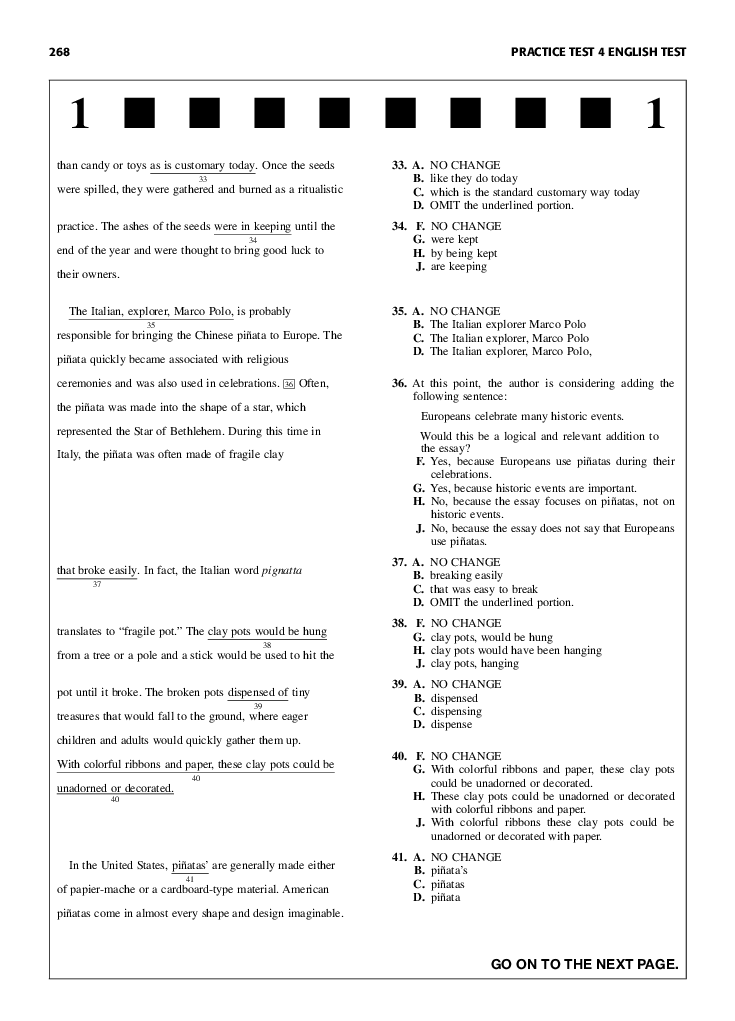 268
PRACTICE TEST 4 ENGLISH TEST
1 1
than candy or toys as is customary today. Once the seeds
33
were spilled, they were gathered and burned as a ritualistic
practice. The ashes of the seeds were in keeping until the
34
end of the year and were thought to bring good luck to
their owners.
The Italian, explorer, Marco Polo, is probably
35
responsible for bringing the Chinese piñata to Europe. The
piñata quickly became associated with religious
ceremonies and was also used in celebrations. 36 Often,
the piñata was made into the shape of a star, which
represented the Star of Bethlehem. During this time in
Italy, the piñata was often made of fragile clay
that broke easily. In fact, the Italian word pignatta
37
translates to “fragile pot.” The clay pots would be hung
38
from a tree or a pole and a stick would be used to hit the
pot until it broke. The broken pots dispensed of tiny
39
treasures that would fall to the ground, where eager
children and adults would quickly gather them up.
With colorful ribbons and paper, these clay pots could be
40
unadorned or decorated.
40
In the United States, piñatas’ are generally made either
41
of papier-mache or a cardboard-type material. American
piñatas come in almost every shape and design imaginable.
33. A. NO CHANGE
B. like they do today
C. which is the standard customary way today
D. OMIT the underlined portion.
34. F. NO CHANGE
G. were kept
H. by being kept
J. are keeping
35. A. NO CHANGE
B. The Italian explorer Marco Polo
C. The Italian explorer, Marco Polo
D. The Italian explorer, Marco Polo,
36. At this point, the author is considering adding the
following sentence:
Europeans celebrate many historic events.
Would this be a logical and relevant addition to
the essay?
F. Yes, because Europeans use piñatas during their
celebrations.
G. Yes, because historic events are important.
H. No, because the essay focuses on piñatas, not on
historic events.
J. No, because the essay does not say that Europeans
use piñatas.
37. A. NO CHANGE
B. breaking easily
C. that was easy to break
D. OMIT the underlined portion.
38. F. NO CHANGE
G. clay pots, would be hung
H. clay pots would have been hanging
J. clay pots, hanging
39. A. NO CHANGE
B. dispensed
C. dispensing
D. dispense
40. F. NO CHANGE
G. With colorful ribbons and paper, these clay pots
could be unadorned or decorated.
H. These clay pots could be unadorned or decorated
with colorful ribbons and paper.
J. With colorful ribbons these clay pots could be
unadorned or decorated with paper.
41. A. NO CHANGE
B. piñata’s
C. piñatas
D. piñata
GO ON TO THE NEXT PAGE.